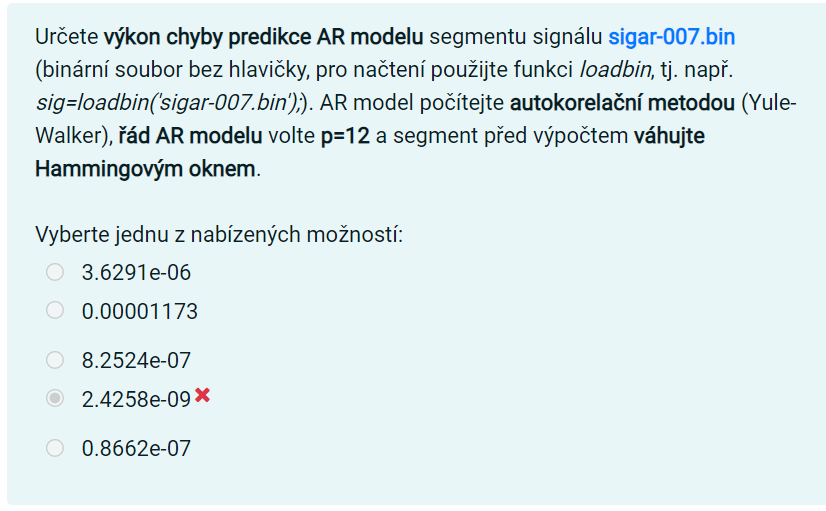 Určete výkon chyby predikce AR modelu segmentu signálu sigar-007.bin
(binární soubor bez hlavičky, pro načtení použijte funkci loadbin, tj. např.
sig=loadbin('sigar-007.bin');). AR model počítejte autokorelační metodou (Yule-
Walker), řád AR modelu volte p=12 a segment před výpočtem váhujte
Hammingovým oknem.
Vyberte jednu z nabízených možností:
3.6291e-06
0.00001173
8.2524e-07
2.4258e-09
0.8662e-07